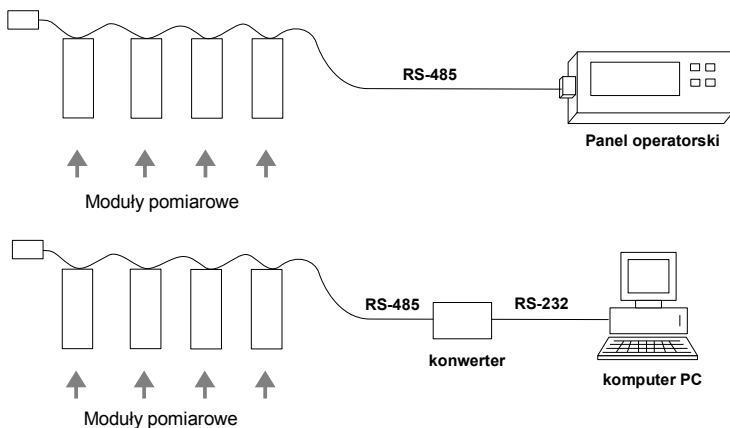 RS-485
Panel operatorski
Moduły pomiarowe
RS-485
RS-232
konwerter
komputer PC
Moduły pomiarowe